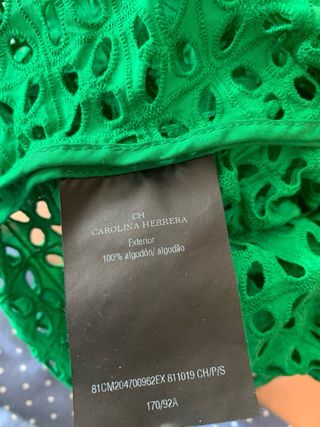 CH
CAROLINA HERRERA
Exterior
100% algodón/ algodão
81CM204700962EX 811019 CH/P/S
170/92A